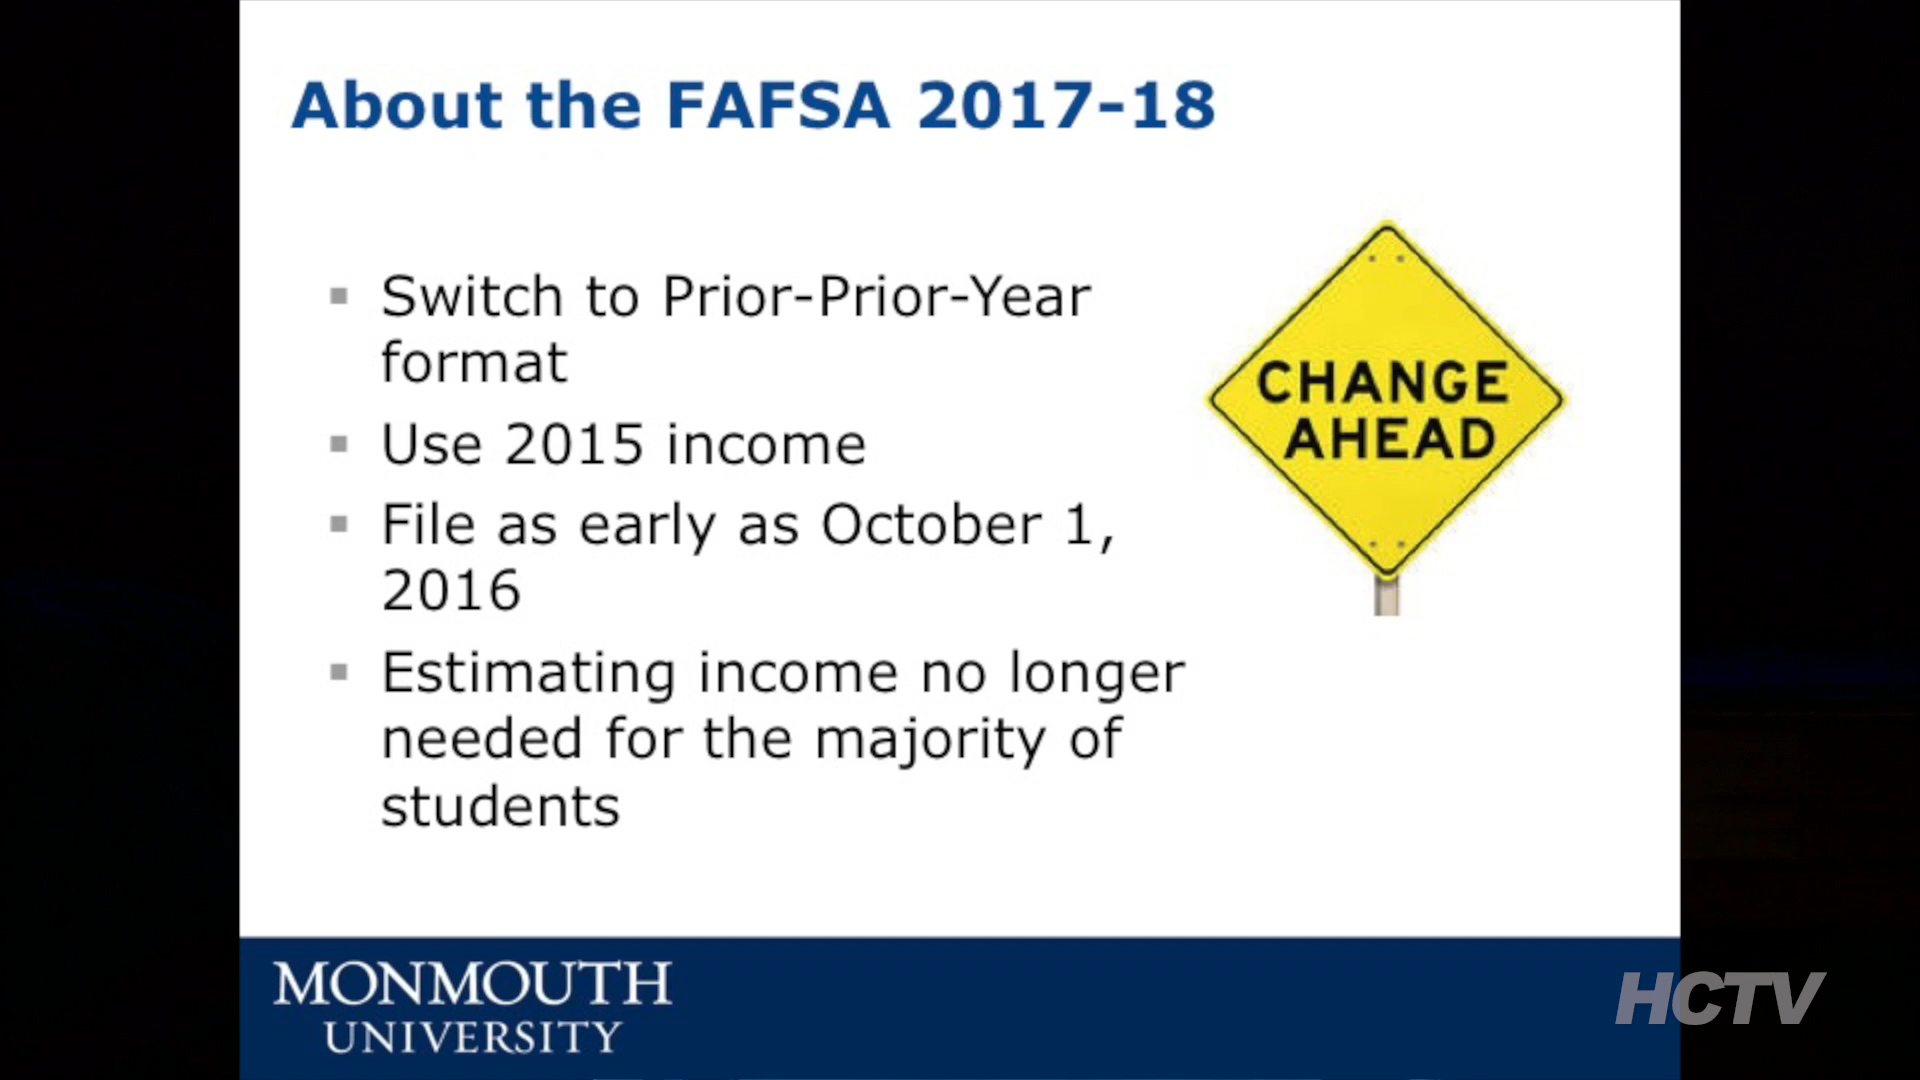 About the FAFSA 2017-18
Switch to Prior-Prior-Year
format
Use 2015 income
File as early as October 1,
2016
Estimating income no longer
needed for the majority of
students
CHANGE
AHEAD
MONMOUTH
UNIVERSITY
HCTV